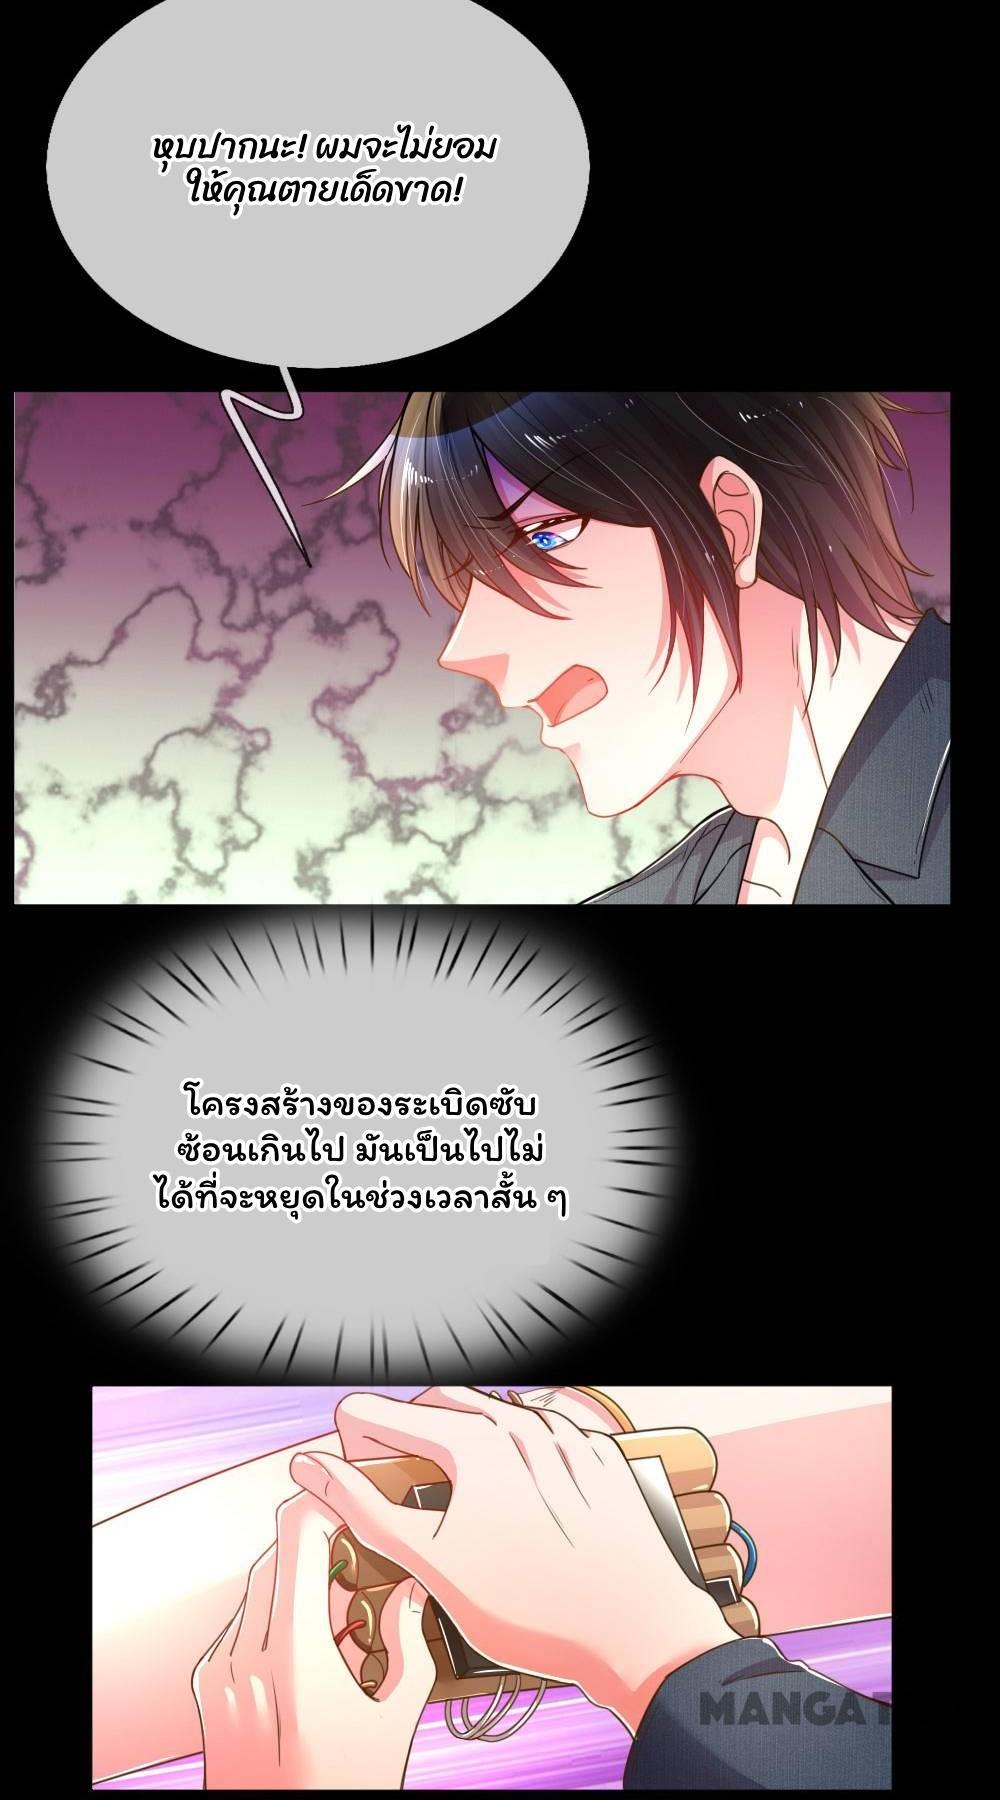 หุบปากนะ! ผมจะไม่ยอม
ให้คุณตายเด็ดขาด!
โครงสร้างของระเบิดซับ
ซ้อนเกินไป มันเป็นไปไม่
ได้ที่จะหยุดในช่วงเวลาสั้น ๆ
MANGA